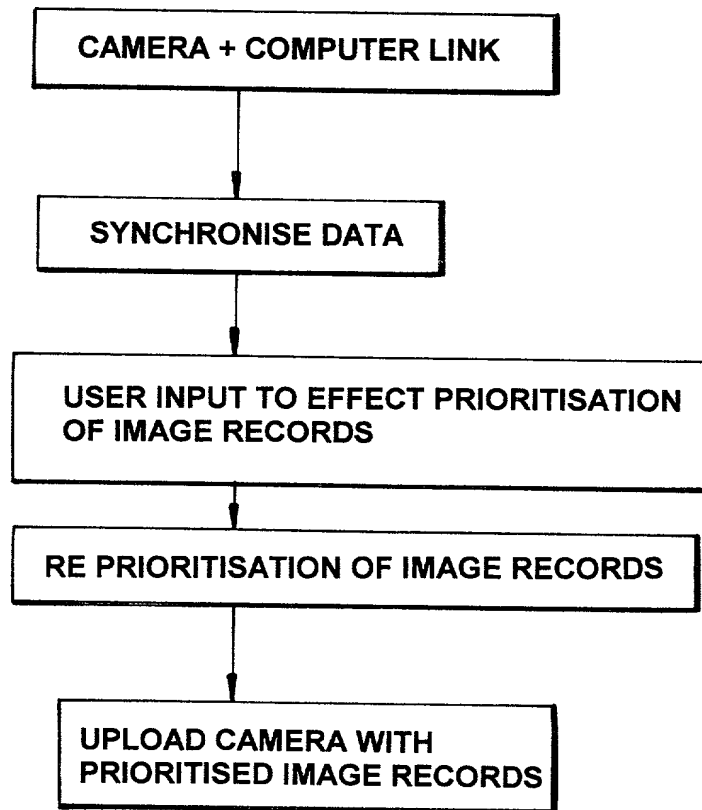 CAMERA + COMPUTER LINK
SYNCHRONISE DATA
USER INPUT TO EFFECT PRIORITISATION
OF IMAGE RECORDS
RE PRIORITISATION OF IMAGE RECORDS
UPLOAD CAMERA WITH
PRIORITISED IMAGE RECORDS